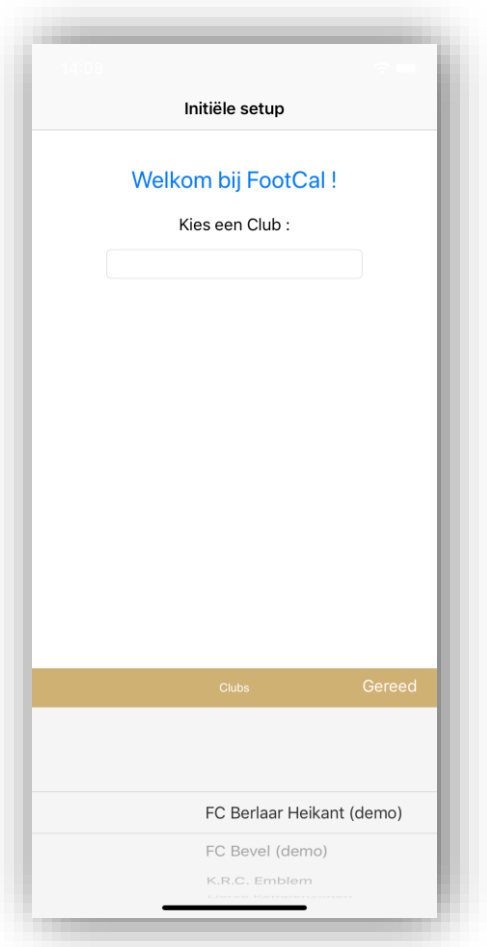 Initiële setup
Welkom bij FootCal !
Kies een Club :
Clubs
Gereed
FC Berlaar Heikant (demo)
FC Bevel (demo)
K.R.C. Emblem